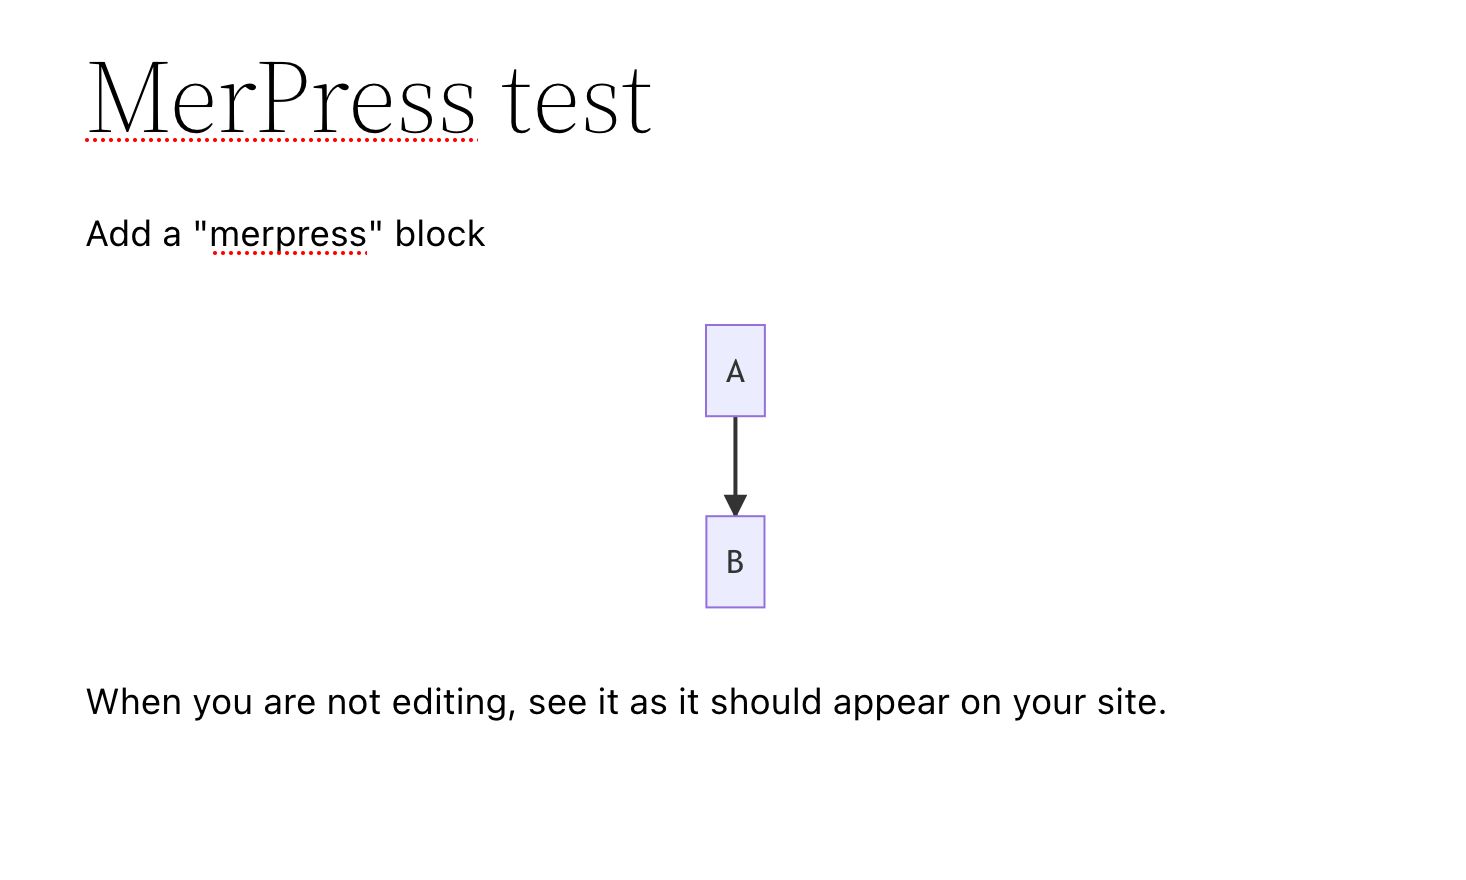 MerPress test
Add a "merpress" block
A
B
When you are not editing, see it as it should appear on your site.